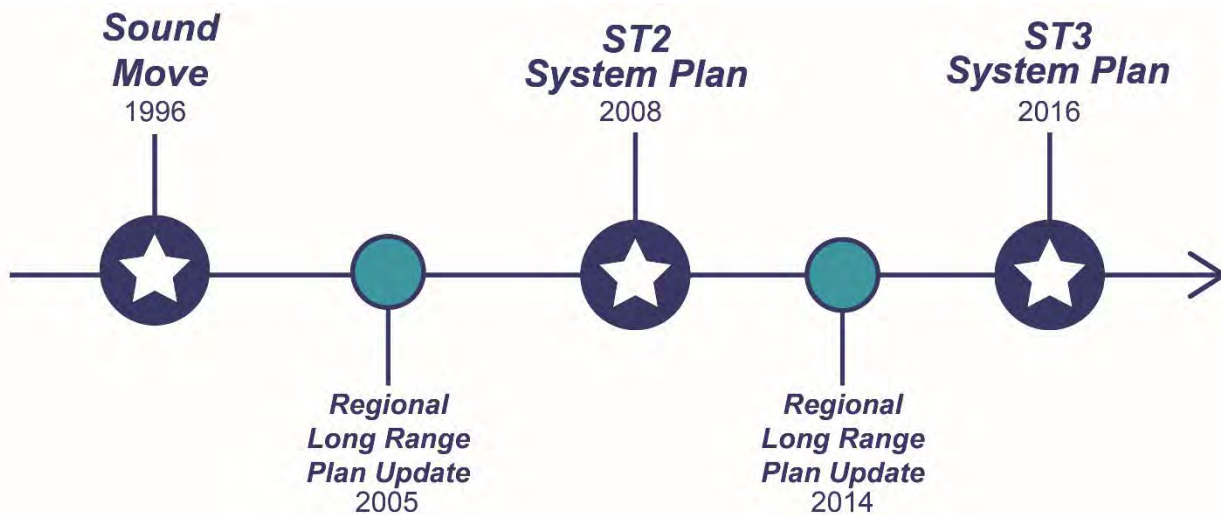 Sound
Move
1996
Regional
Long Range
Plan Update
2005
ST2
System Plan
2008
Regional
Long Range
Plan Update
2014
ST3
System Plan
2016